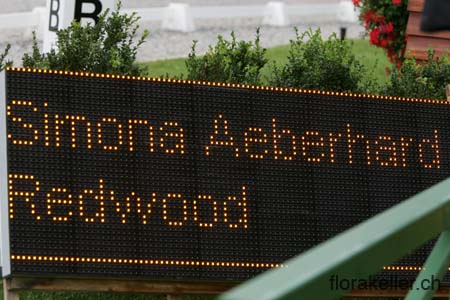 B
R
Simona Aeberhard
Redwood
florakeller.ch